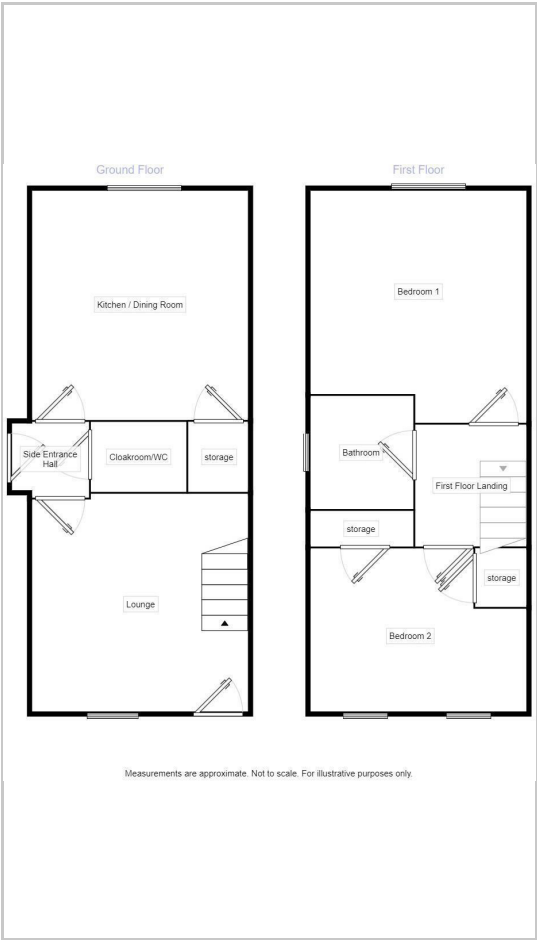 Ground Floor
Kitchen / Dining Room
Side Entrance
Hall
Cloakroom/WC
storage
Lounge
First Floor
Bedroom 1
Bathroom
First Floor Landing
storage
storage
Bedroom 2
Measurements are approximate. Not to scale. For illustrative purposes only.